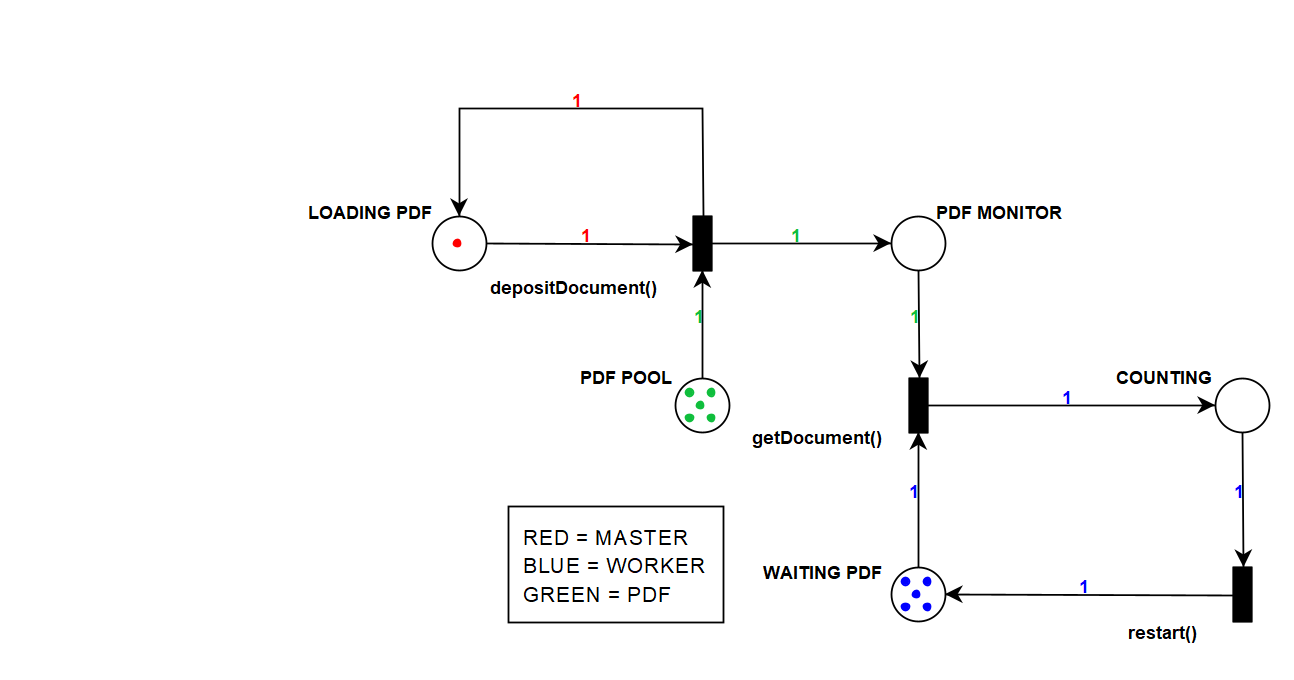 1
LOADING PDF
PDF MONITOR
1
1
depositDocument()
1
1
PDF POOL
COUNTING
1
getDocument()
1
1
RED = MASTER
BLUE = WORKER
GREEN = PDF
WAITING PDF
1
restart()